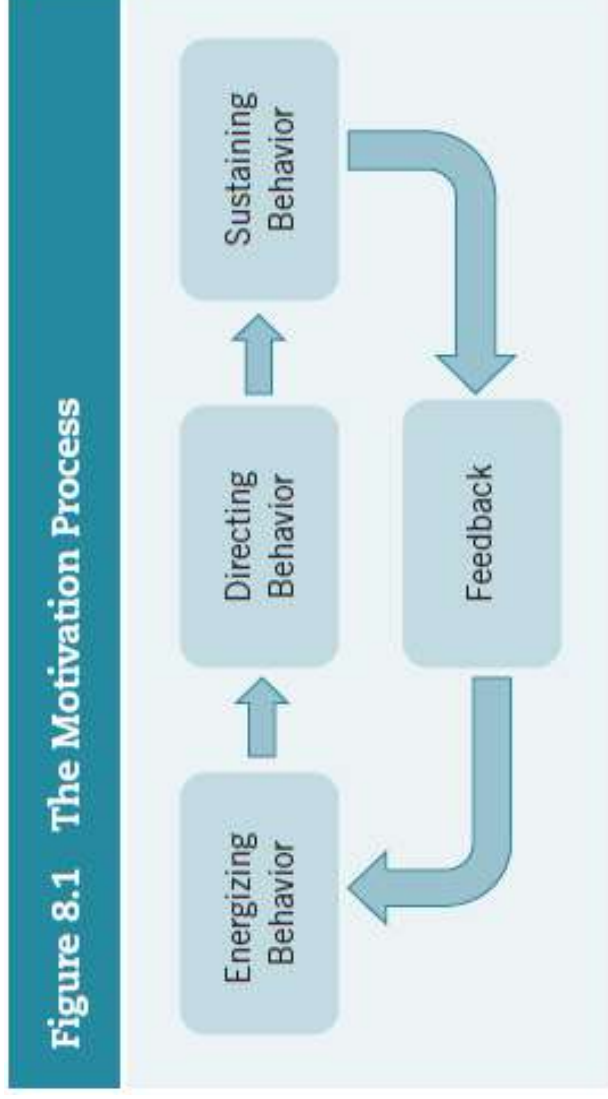 Figure 8.1 The Motivation Process
Energizing
Behavior
Directing
Behavior
Sustaining
Behavior
Feedback